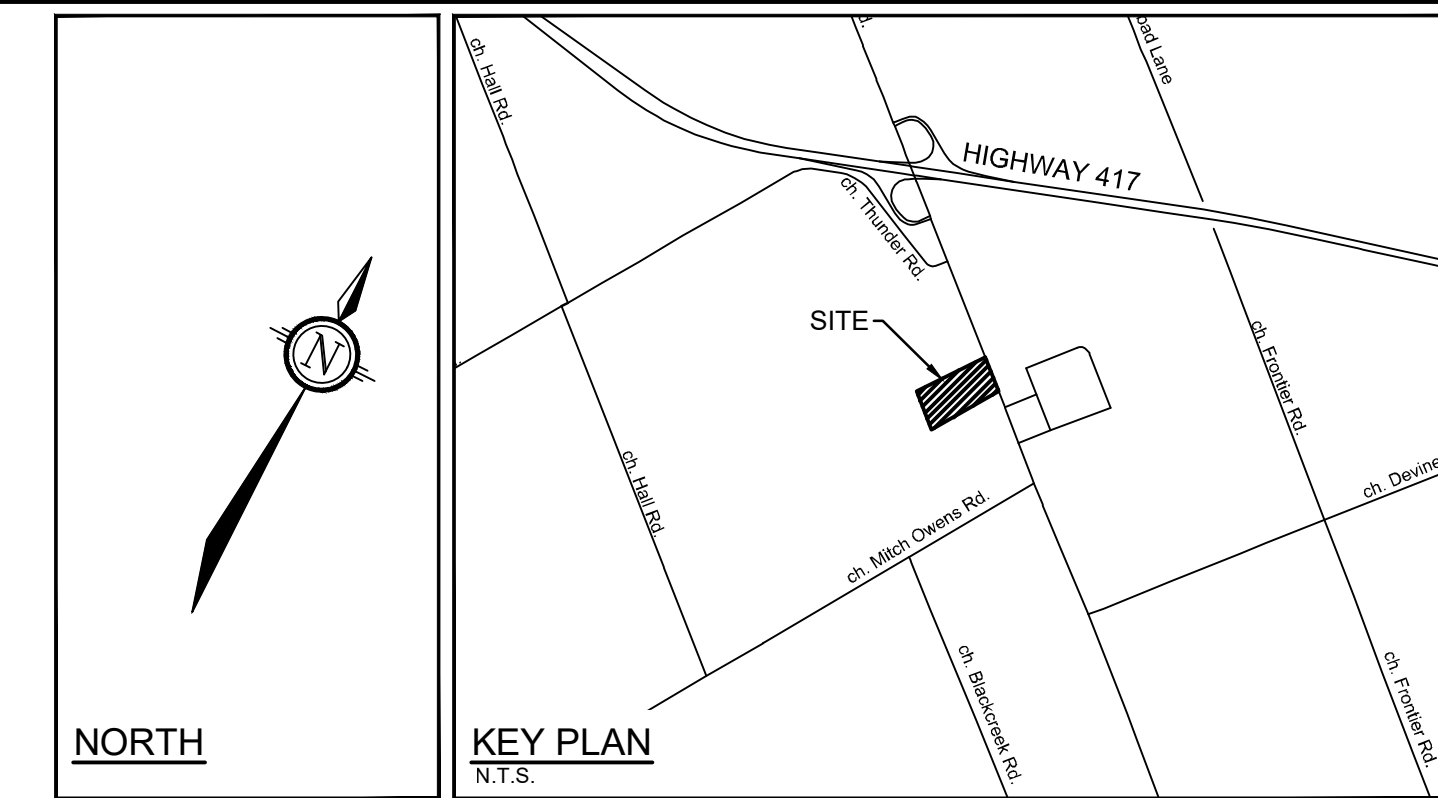 ch. Hall Rd.
HIGHWAY 417
ch. Thunder Rd.
SITE
N
ch. Frontier Rd.
ch. Hall Rd.
ch. Devine
ch. Mitch Owens Rd.
ch. Blackcreek Rd.
ch. Frontier Rd.
NORTH
KEY PLAN
N.T.S.
Lane